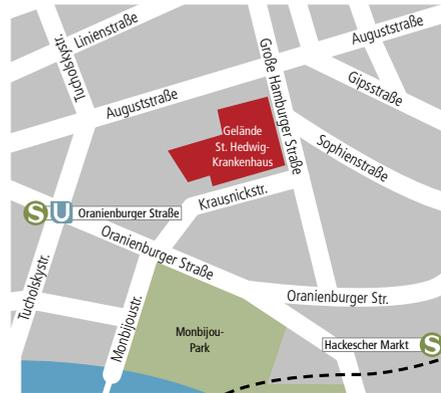 Linienstraße
Tucholskystr.
Auguststraße
Große Hamburger Straße
Auguststraße
Gipsstraße
Gelände
St. Hedwig-
Krankenhaus
Sophienstraße
Krausnickstr.
S U Oranienburger Straße
Oranienburger Straße
Tucholskystr.
Monbijoustr.
Oranienburger Str.
Monbijou-
Park
Hackescher Markt S